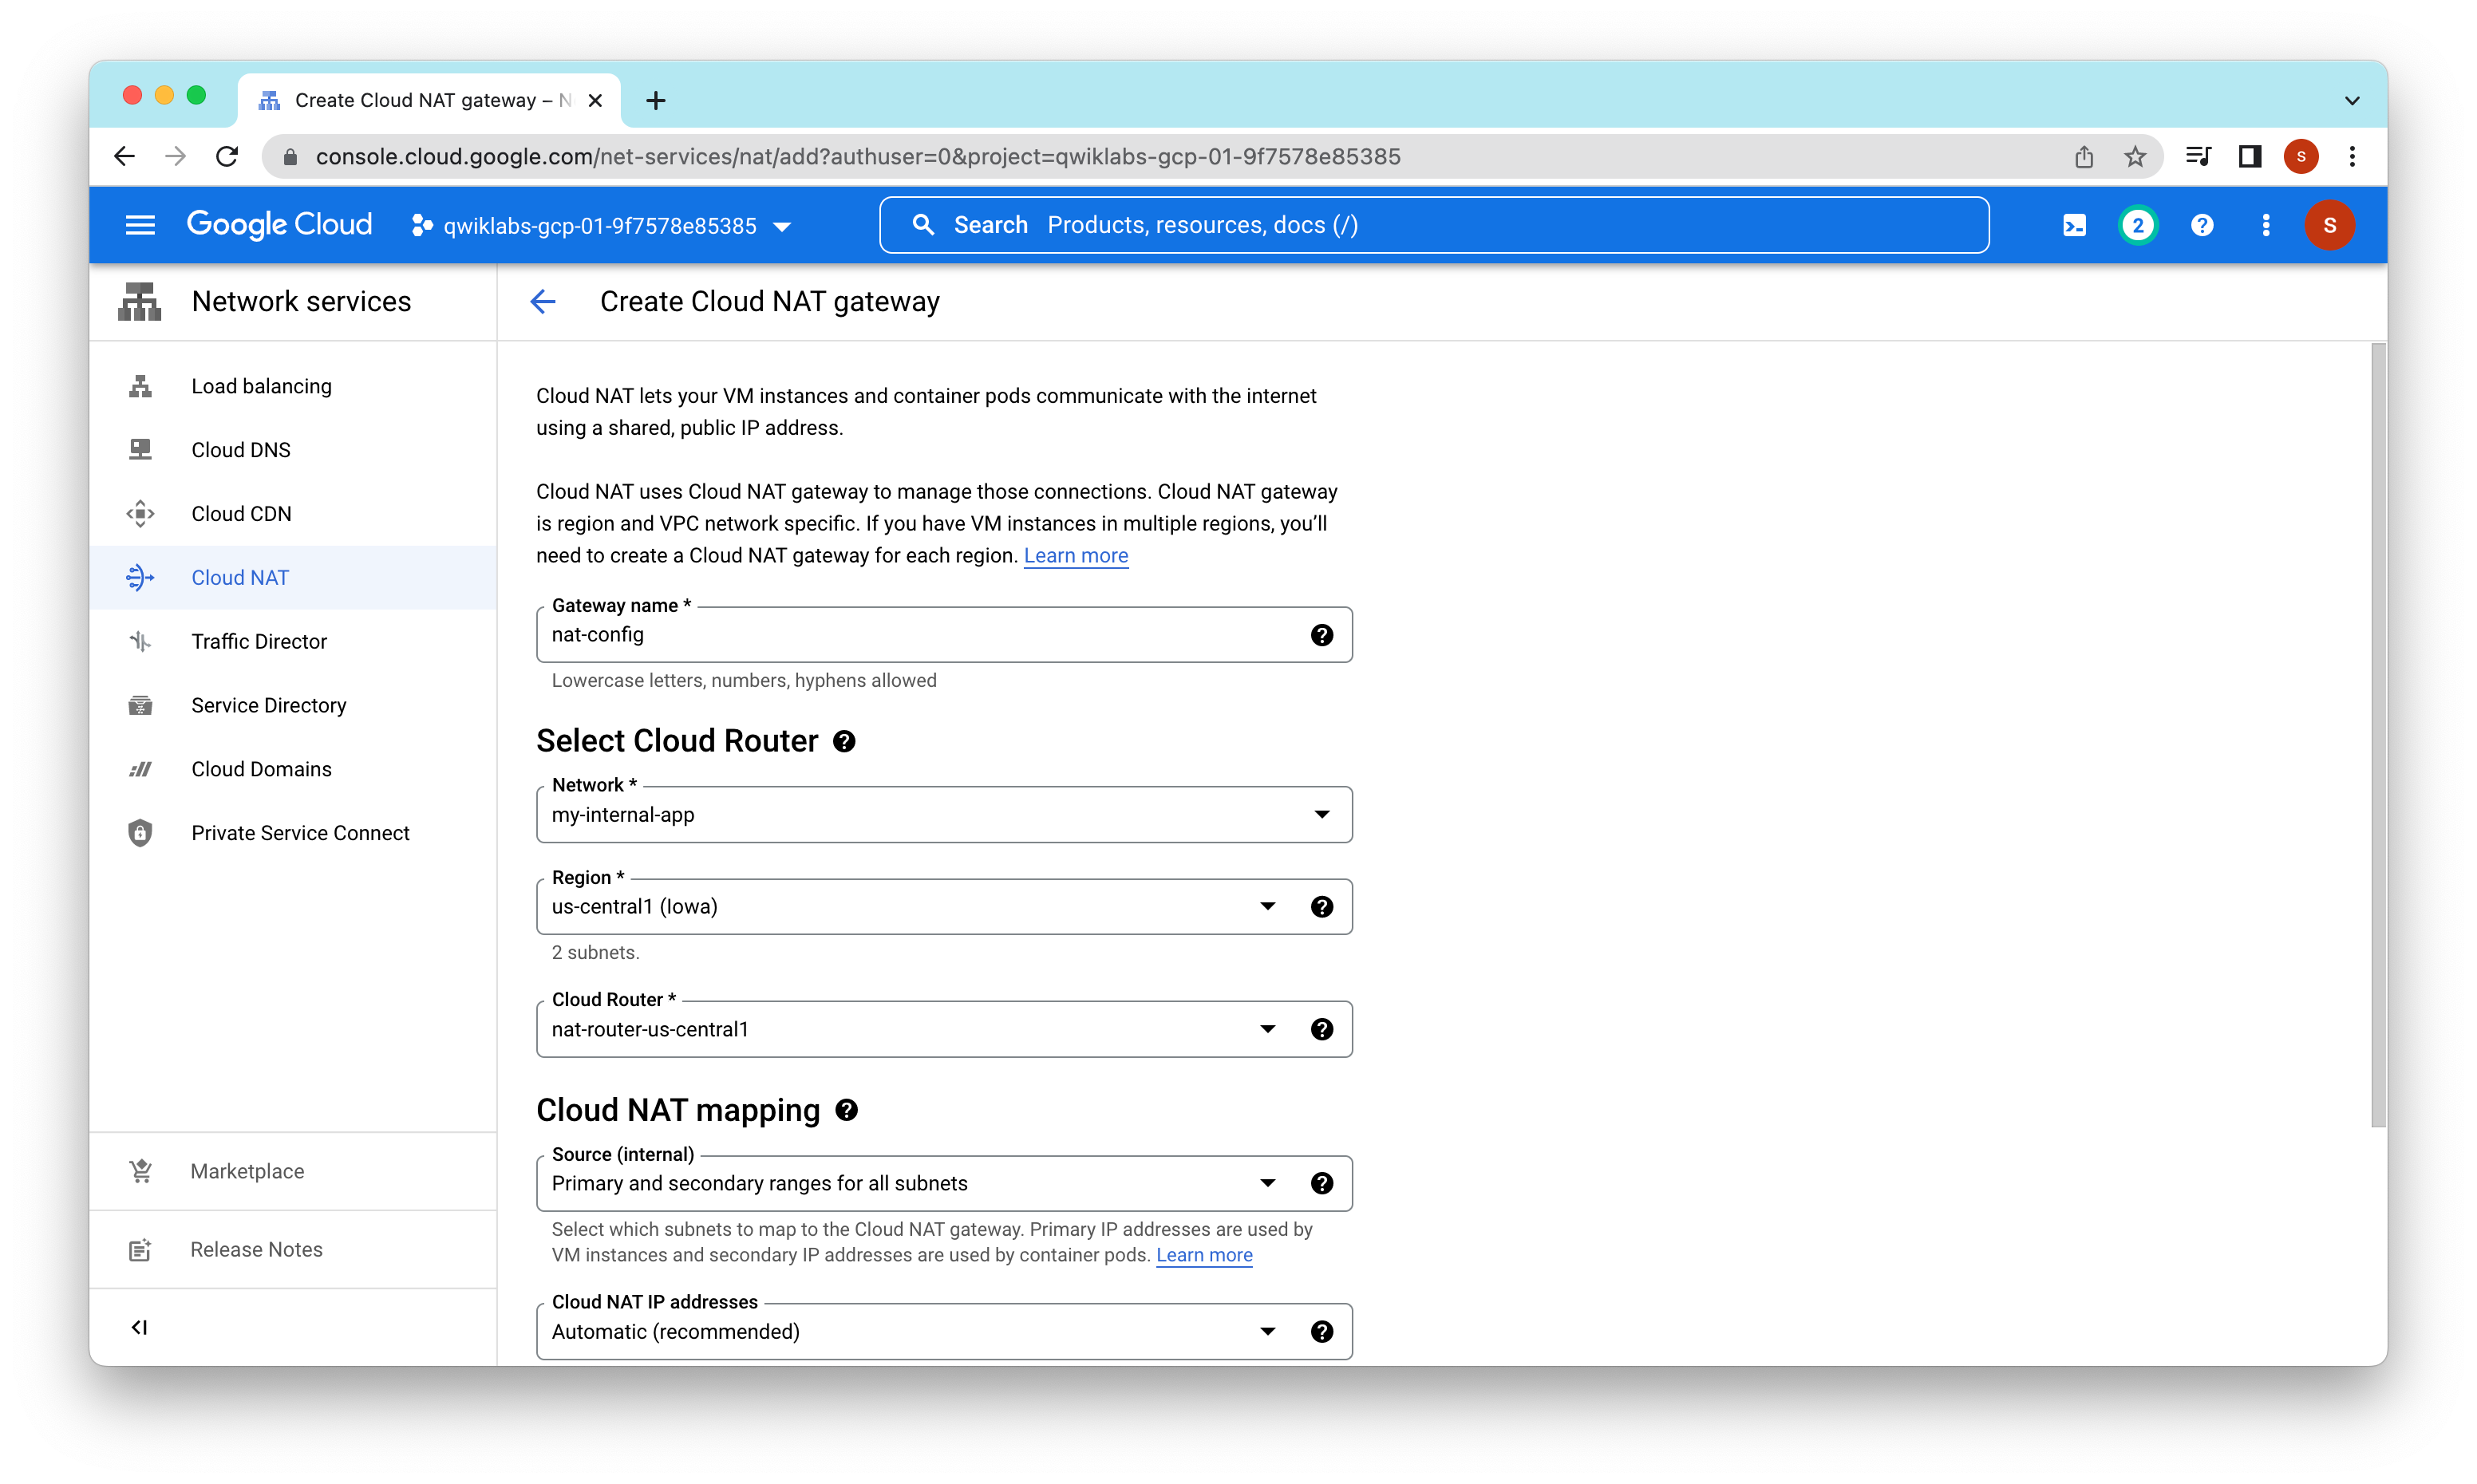 Create Cloud NAT gateway – N
console.cloud.google.com/net-services/nat/add?authuser=0&project=qwiklabs-gcp-01-9f7578e85385
S
Google Cloud
qwiklabs-gcp-01-9f7578e85385
Search Products, resources, docs (/)
2
S
Network services
Create Cloud NAT gateway
Load balancing
Cloud DNS
Cloud CDN
Cloud NAT
Traffic Director
Service Directory
Cloud Domains
Private Service Connect
Marketplace
Release Notes
Cloud NAT lets your VM instances and container pods communicate with the internet
using a shared, public IP address.
Cloud NAT uses Cloud NAT gateway to manage those connections. Cloud NAT gateway
is region and VPC network specific. If you have VM instances in multiple regions, you’ll
need to create a Cloud NAT gateway for each region. Learn more
Gateway name *
nat-config
Lowercase letters, numbers, hyphens allowed
Select Cloud Router
Network *
my-internal-app
Region *
us-central1 (Iowa)
2 subnets.
Cloud Router *
nat-router-us-central1
Cloud NAT mapping
Source (internal)
Primary and secondary ranges for all subnets
Select which subnets to map to the Cloud NAT gateway. Primary IP addresses are used by
VM instances and secondary IP addresses are used by container pods. Learn more
Cloud NAT IP addresses
Automatic (recommended)